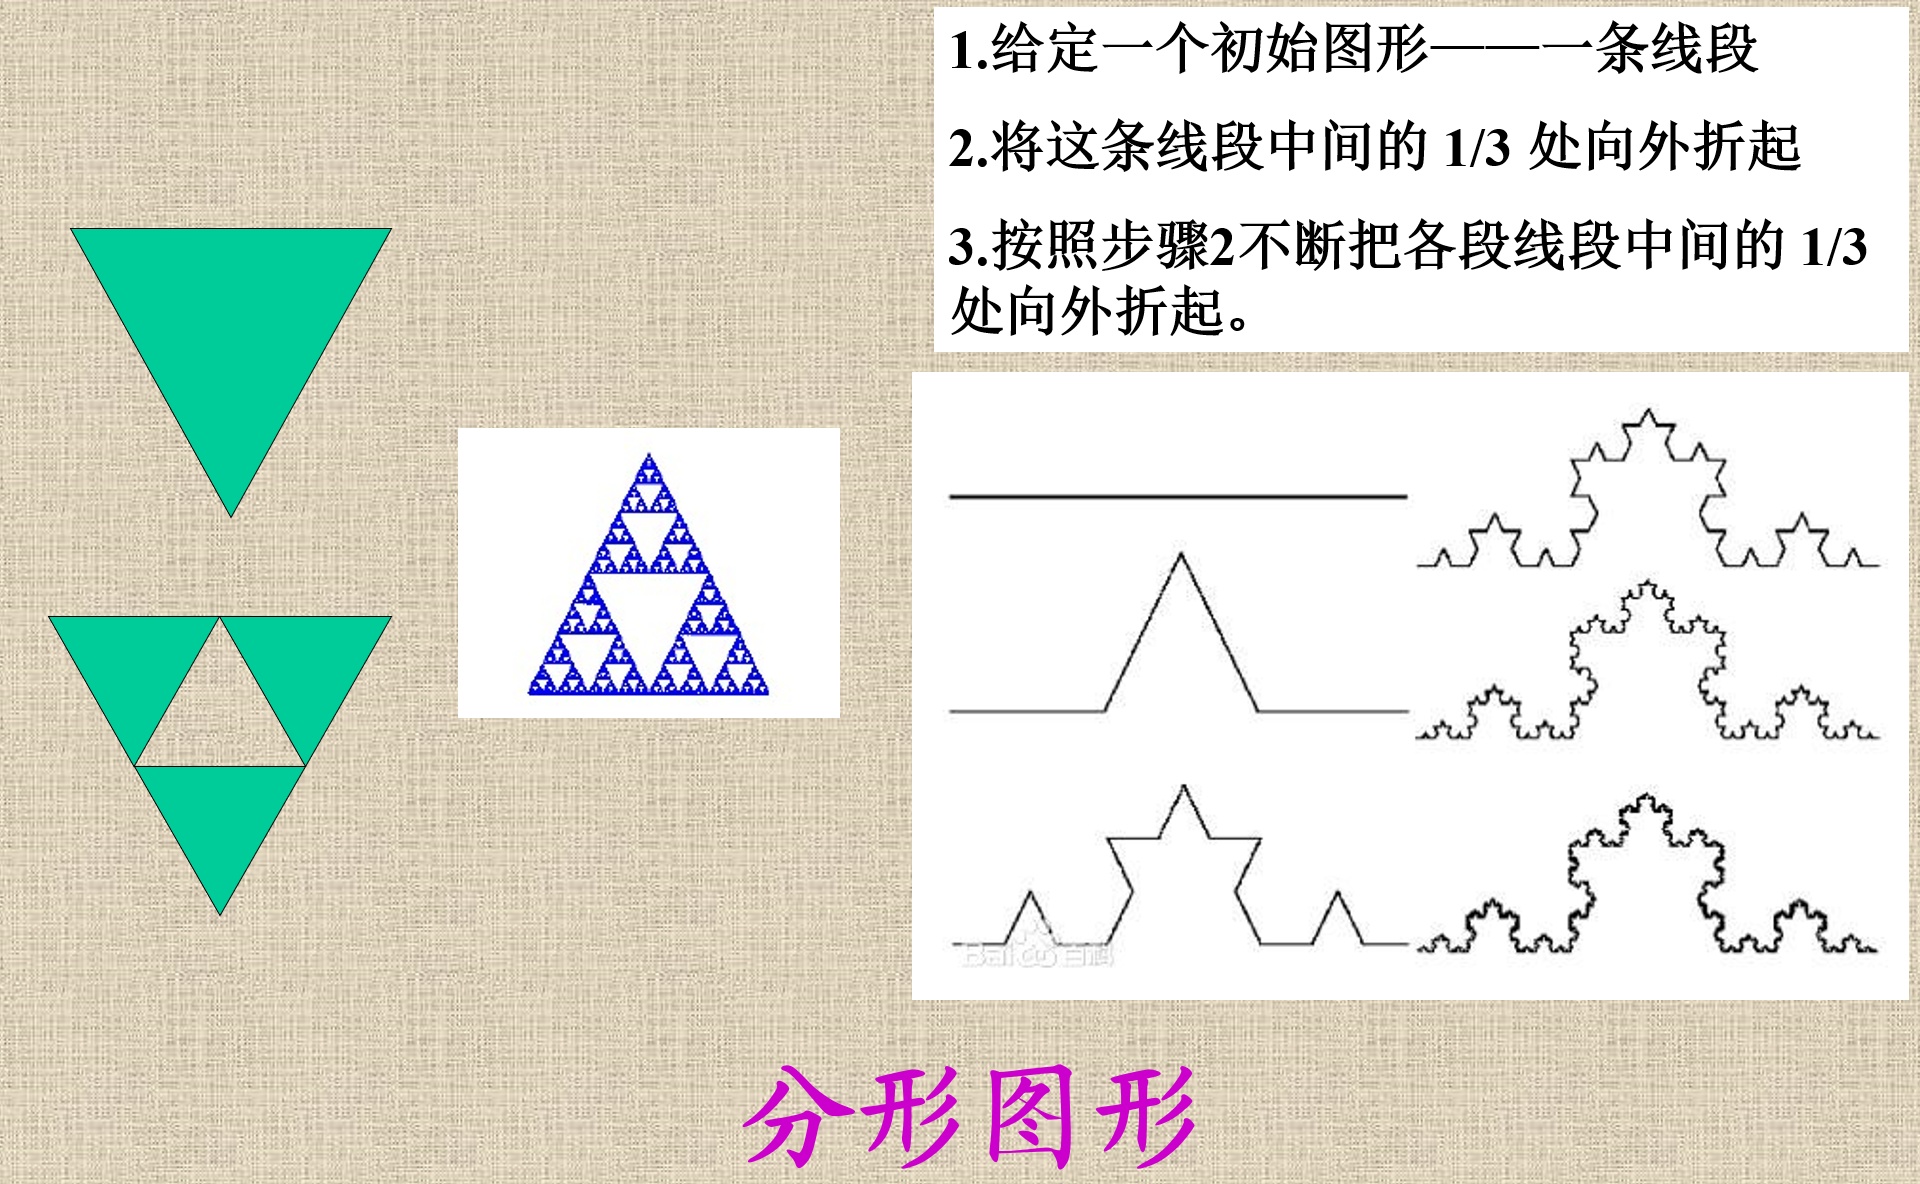 1.给定一个初始图形——一条线段
2.将这条线段中间的 1/3 处向外折起
3.按照步骤2不断把各段线段中间的 1/3
处向外折起。
Bai 百科
分形图形